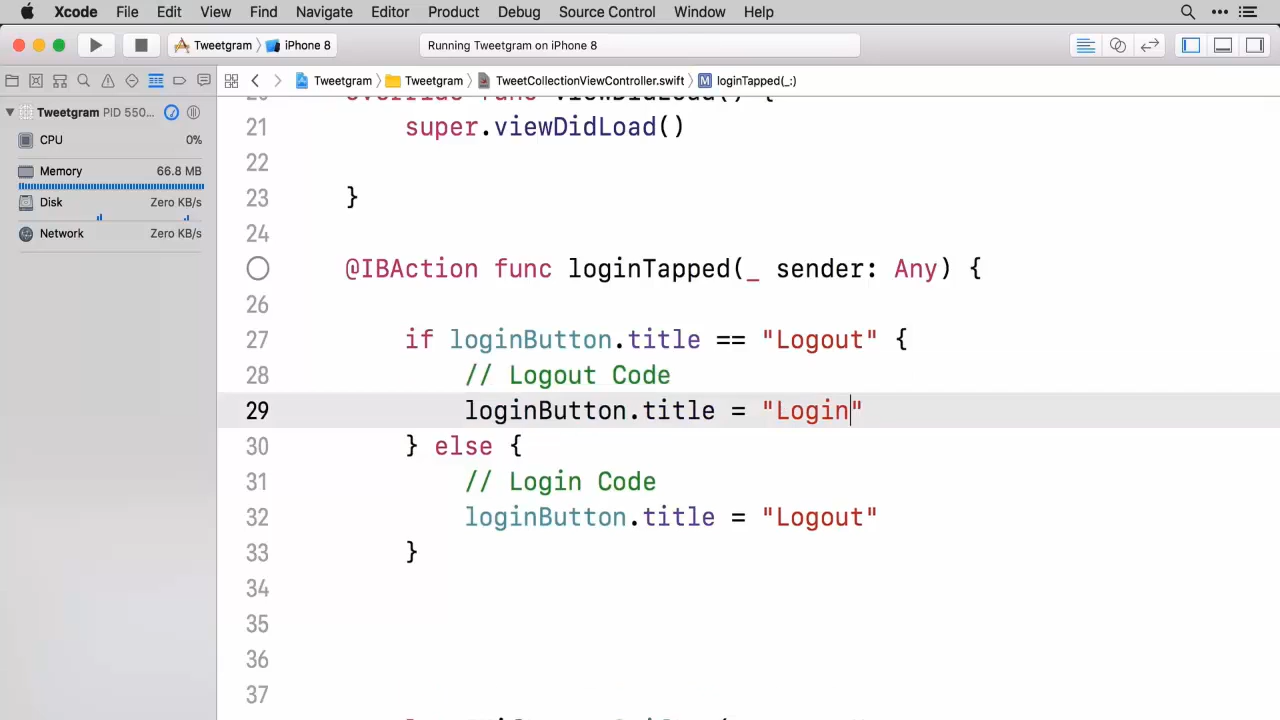 Xcode File Edit View Find Navigate Editor Product Debug Source Control Window Help
Tweetgram iPhone 8 Running Tweetgram on iPhone 8
Tweetgram Tweetgram TweetCollectionViewController.swift M loginTapped(_:)
Tweetgram PID 550...
CPU 0%
Memory 66.8 MB
Disk Zero KB/s
Network Zero KB/s
override func viewDidLoad() {
21 super.viewDidLoad()
22
23 }
24
@IBAction func loginTapped(_ sender: Any) {
26
27 if loginButton.title == "Logout" {
28 // Logout Code
29 loginButton.title = "Login"
30 } else {
31 // Login Code
32 loginButton.title = "Logout"
33 }
34
35
36
37